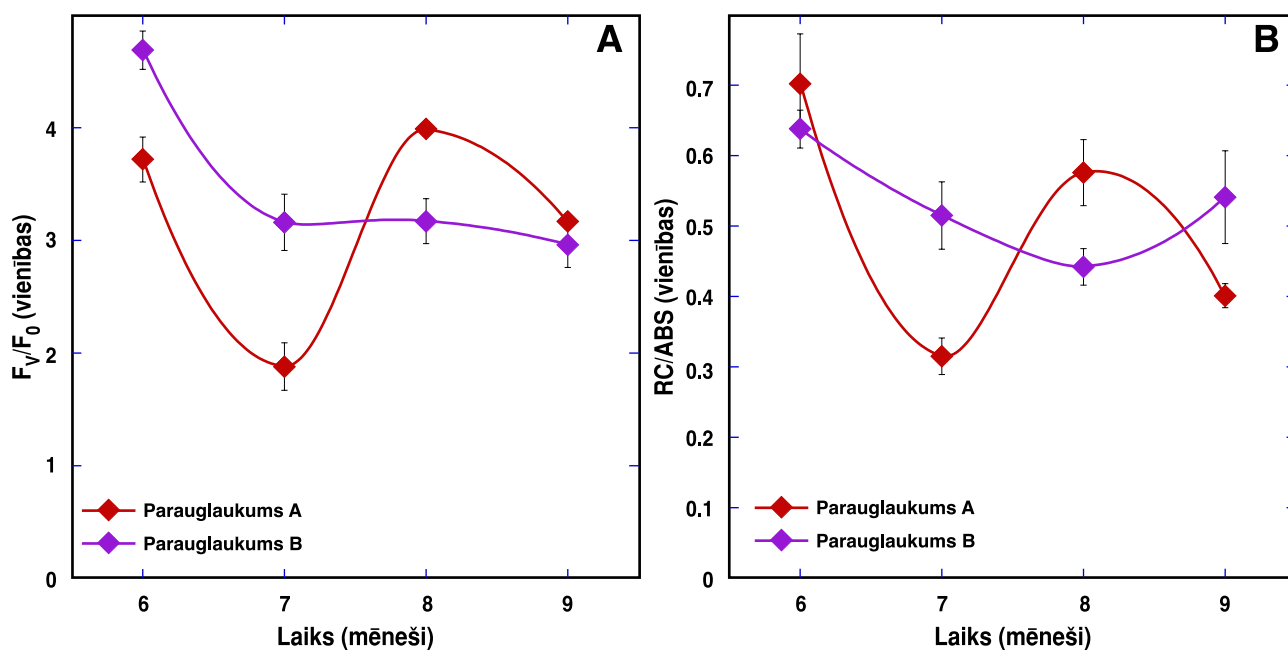 A
F_V/F_0 (vienības)
4
3
2
1
0
6 7 8 9
Laiks (mēneši)
Parauglaukums A
Parauglaukums B
B
RC/ABS (vienības)
0.7
0.6
0.5
0.4
0.3
0.2
0.1
0
6 7 8 9
Laiks (mēneši)
Parauglaukums A
Parauglaukums B